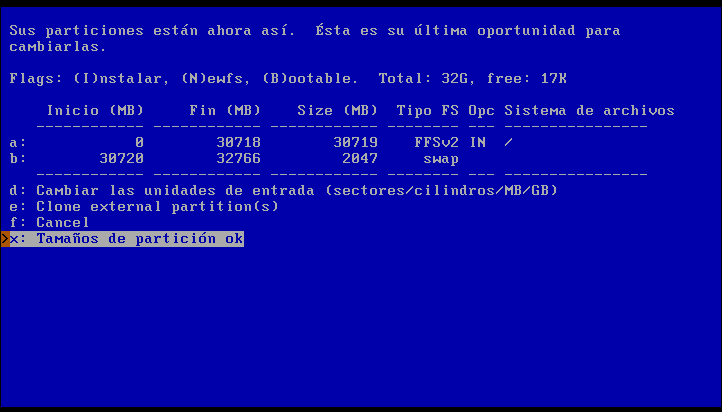 Sus particiones están ahora así.  Ésta es su última oportunidad para
cambiarlas.
Flags: (I)nstalar, (N)ewfs, (B)ootable.  Total: 32G, free: 17K
Inicio (MB)     Fin (MB)    Size (MB)  Tipo FS Opc Sistema de archivos
------------ ------------ ------------ -------- --- ----------------
a:            0        30718        30719    FFSv2 IN  /
b:        30720        32766         2047     swap
------------ ------------ ------------ -------- --- ----------------
d: Cambiar las unidades de entrada (sectores/cilindros/MB/GB)
e: Clone external partition(s)
f: Cancel
>x: Tamaños de partición ok